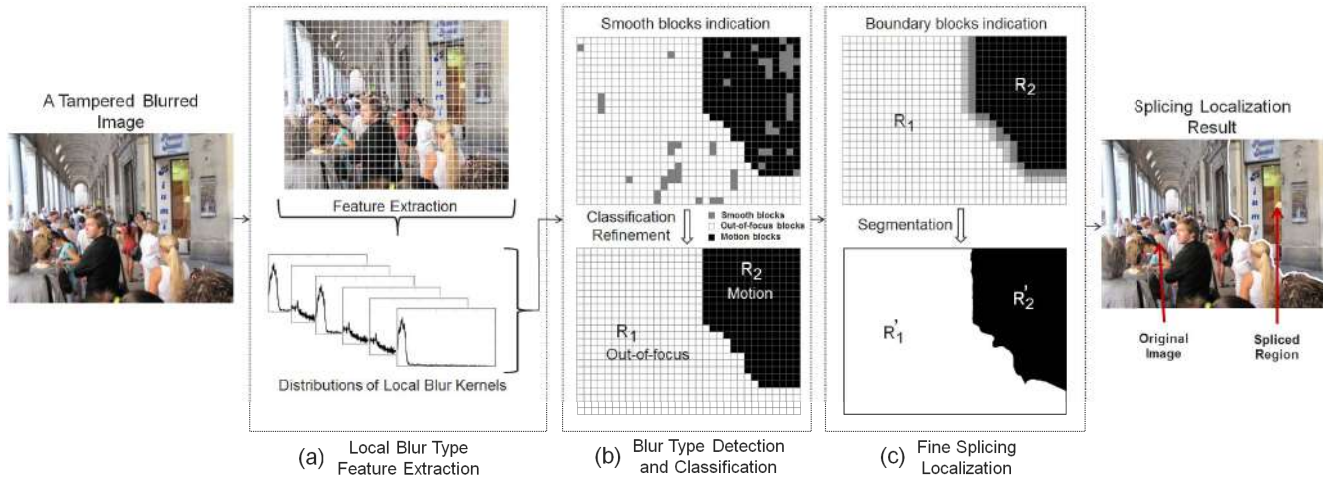 A Tampered Blurred
Image
Feature Extraction
Distributions of Local Blur Kernels
(a) Local Blur Type
Feature Extraction
Smooth blocks indication
Classification
Refinement
Smooth blocks
Out-of-focus blocks
Motion blocks
R2
Motion
R1
Out-of-focus
(b) Blur Type Detection
and Classification
Boundary blocks indication
R2
R1
Segmentation
R'2
R'1
(c) Fine Splicing
Localization
Splicing Localization
Result
Original
Image
Spliced
Region